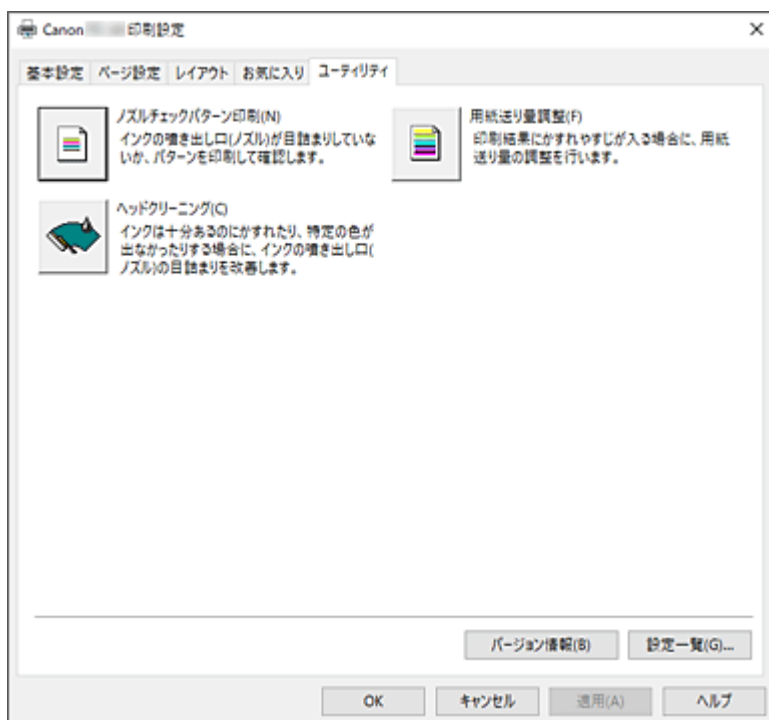 Canon 印刷設定
基本設定 ページ設定 レイアウト お気に入り ユーティリティ
ノズルチェックパターン印刷(N)
インクの噴き出し口(ノズル)が目詰まりしていな
いか、パターンを印刷して確認します。
用紙送り量調整(F)
印刷結果にかすれやすじが入る場合に、用紙
送り量の調整を行います。
ヘッドクリーニング(C)
インクは十分あるのにかすれたり、特定の色が
出なかったりする場合に、インクの噴き出し口(
ノズル)の目詰まりを改善します。
バージョン情報(B) 設定一覧(G)...
OK キャンセル 適用(A) ヘルプ